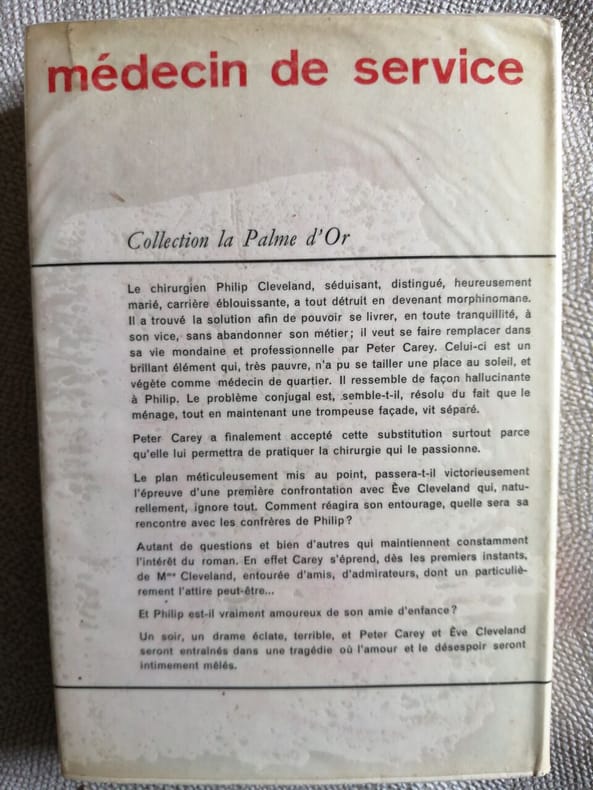 médecin de service
Collection la Palme d'Or
Le chirurgien Philip Cleveland, séduisant, distingué, heureusement
marié, carrière éblouissante, a tout détruit en devenant morphinomane.
Il a trouvé la solution afin de pouvoir se livrer, en toute tranquillité, à
son vice, sans abandonner son métier; il veut se faire remplacer dans
sa vie mondaine et professionnelle par Peter Carey. Celui-ci est un
brillant élément qui, très pauvre, n'a pu se tailler une place au soleil, et
végète comme médecin de quartier. Il ressemble de façon hallucinante
à Philip. Le problème conjugal est, semble-t-il, résolu du fait que le
ménage, tout en maintenant une trompeuse façade, vit séparé.
Peter Carey a finalement accepté cette substitution surtout parce
qu'elle lui permettra de pratiquer la chirurgie qui le passionne.
Le plan méticuleusement mis au point, passera-t-il victorieusement
l'épreuve d'une première confrontation avec Ève Cleveland qui, natu-
rellement, ignore tout. Comment réagira son entourage, quelle sera sa
rencontre avec les confrères de Philip?
Autant de questions et bien d'autres qui maintiennent constamment
l'intérêt du roman. En effet Carey s'éprend, dès les premiers instants,
de Mme Cleveland, entourée d'amis, d'admirateurs, dont un particuliè-
rement l'attire peut-être...
Et Philip est-il vraiment amoureux de son amie d'enfance?
Un soir, un drame éclate, terrible, et Peter Carey et Ève Cleveland
seront entraînés dans une tragédie où l'amour et le désespoir seront
intimement mêlés.